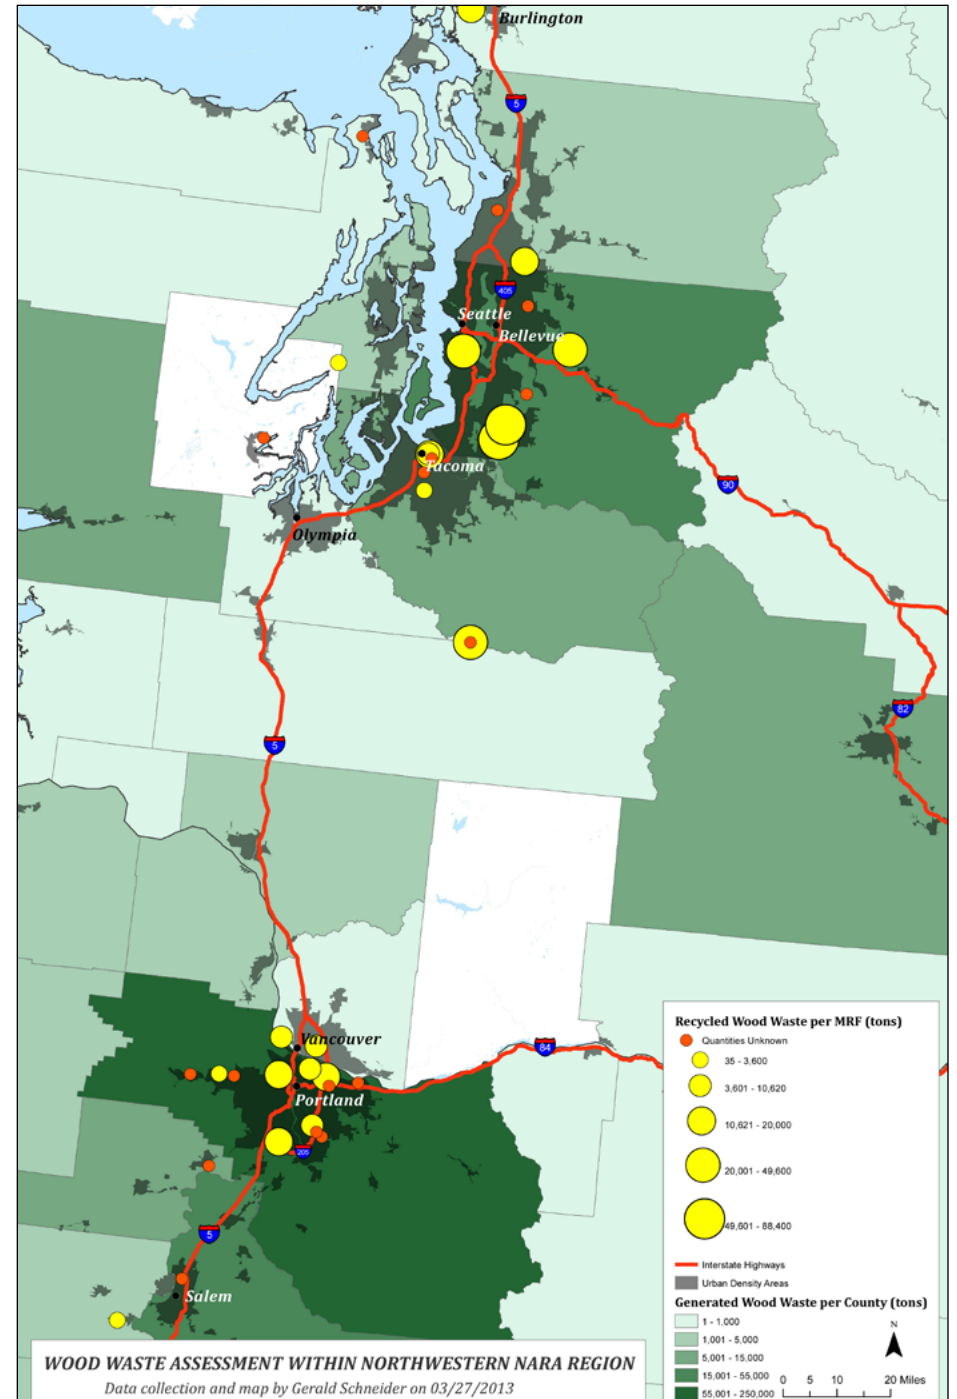 Burlington
5
405
Seattle
Bellevue
Tacoma
90
Olympia
82
5
84
Vancouver
Portland
205
5
Salem
Recycled Wood Waste per MRF (tons)
Quantities Unknown
35 - 3,600
3,601 - 10,620
10,621 - 20,000
20,001 - 49,600
49,601 - 88,400
Interstate Highways
Urban Density Areas
Generated Wood Waste per County (tons)
1 - 1,000
1,001 - 5,000
5,001 - 15,000
15,001 - 55,000
55,001 - 250,000
N
0 5 10 20 Miles
WOOD WASTE ASSESSMENT WITHIN NORTHWESTERN NARA REGION
Data collection and map by Gerald Schneider on 03/27/2013